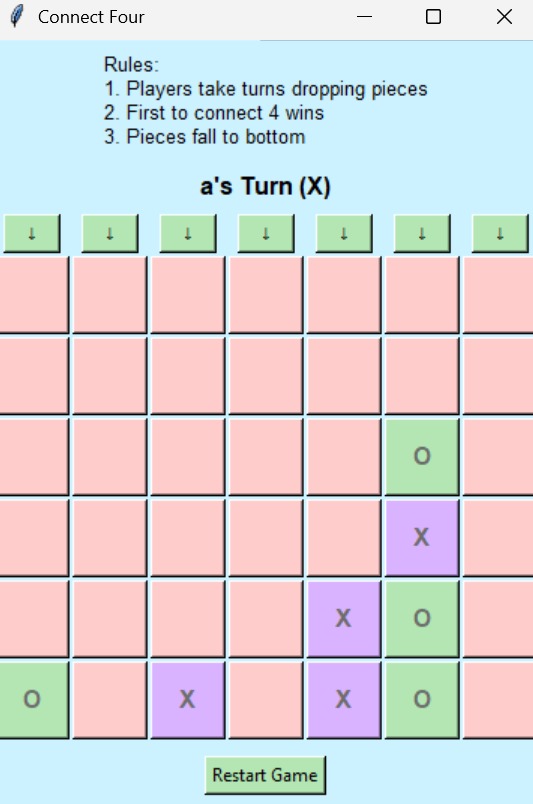 Connect Four
Rules:
1. Players take turns dropping pieces
2. First to connect 4 wins
3. Pieces fall to bottom
a's Turn (X)
↓ ↓ ↓ ↓ ↓ ↓ ↓
O
X
X O
O X X O
Restart Game